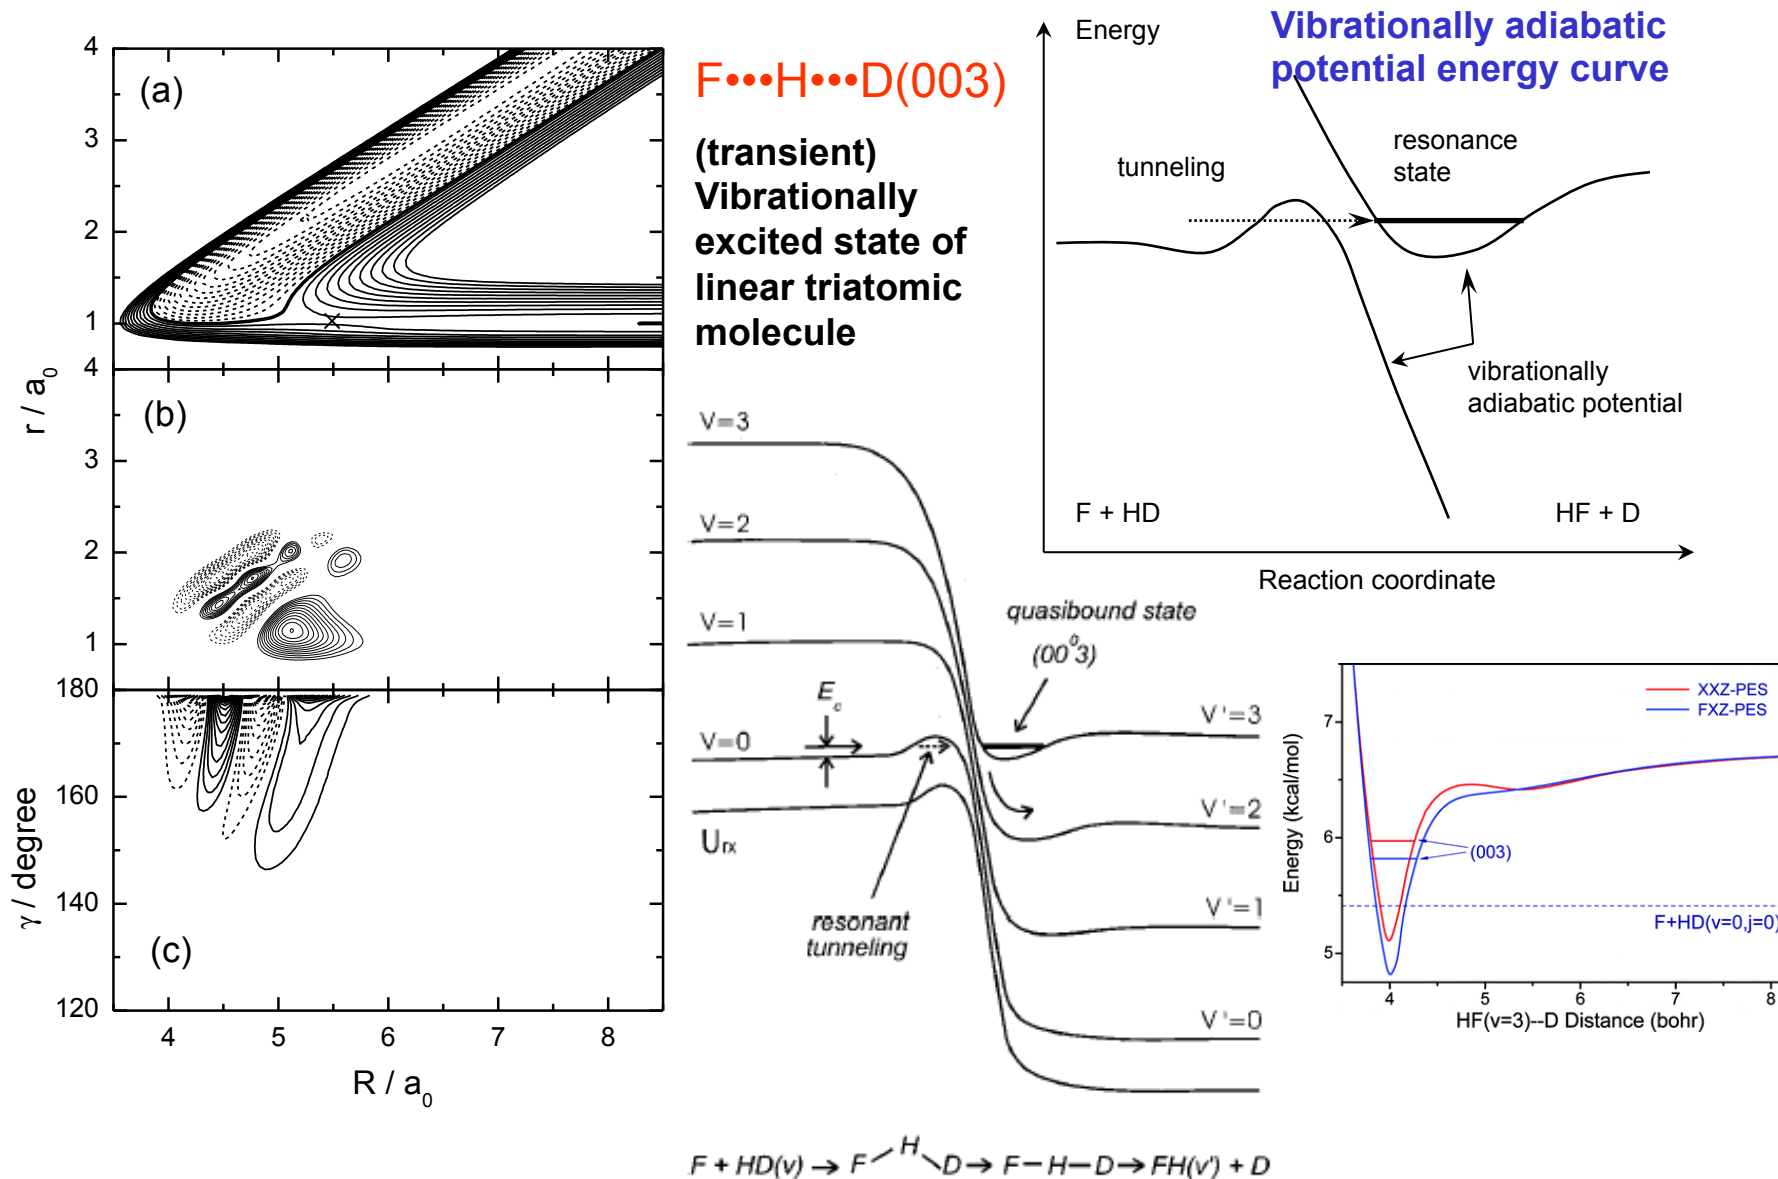 (a)
4
3
2
1
4
r / a0
(b)
3
2
1
180
160
140
120
γ / degree
(c)
4
5
6
7
8
R / a0
F•••H•••D(003)
(transient)
Vibrationally
excited state of
linear triatomic
molecule
Vibrationally adiabatic
potential energy curve
Energy
tunneling
resonance
state
vibrationally
adiabatic potential
F + HD
HF + D
Reaction coordinate
V=3
V=2
V=1
V=0
Ec
Urx
resonant
tunneling
quasibound state
(00⁰3)
V'=3
V'=2
V'=1
V'=0
F + HD(v) → F H D → F–H–D → FH(v') + D
XXZ-PES
FXZ-PES
7
6
5
Energy (kcal/mol)
(003)
F+HD(v=0,j=0)
4
5
6
7
8
HF(v=3)--D Distance (bohr)